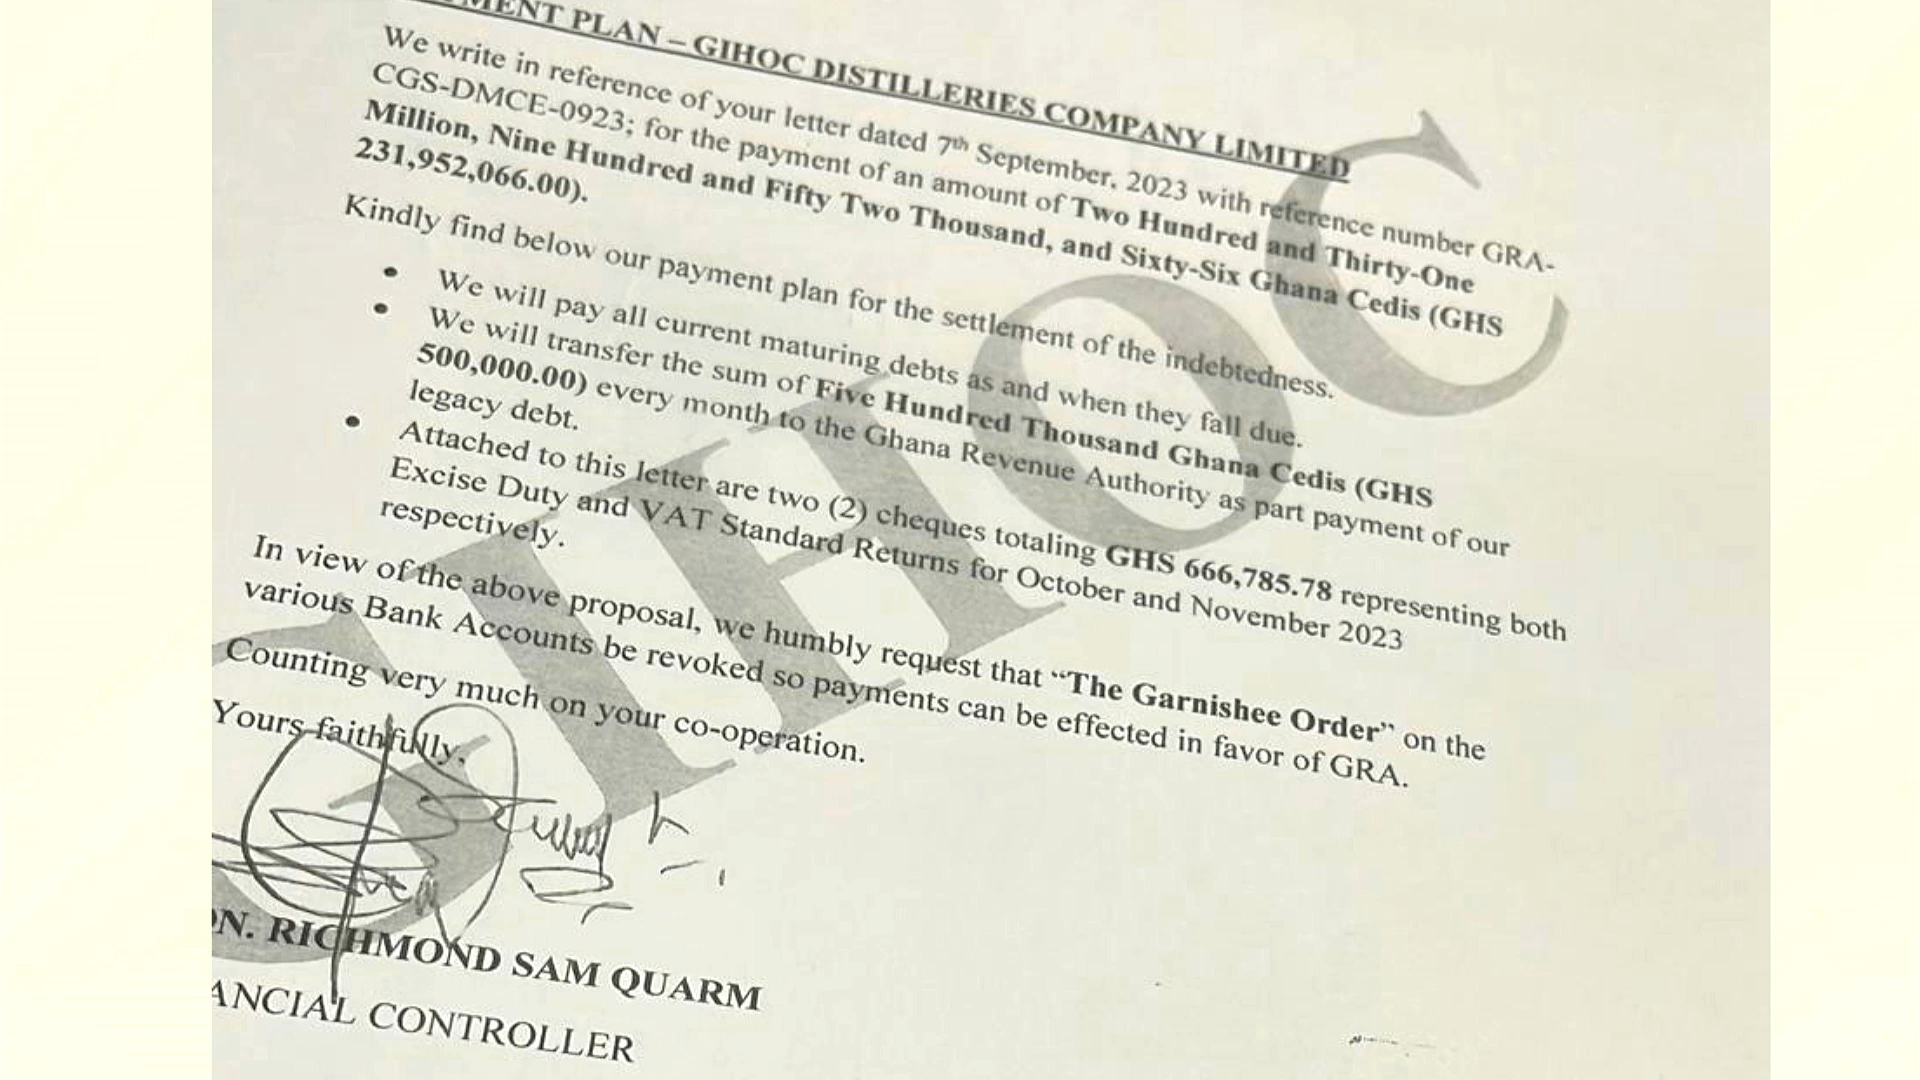 MENT PLAN – GIHOC DISTILLERIES COMPANY LIMITED
We write in reference of your letter dated 7th September, 2023 with reference number GRA-
CGS-DMCE-0923; for the payment of an amount of Two Hundred and Thirty-One
Million, Nine Hundred and Fifty Two Thousand, and Sixty-Six Ghana Cedis (GHS
231,952,066.00).
Kindly find below our payment plan for the settlement of the indebtedness.
• We will pay all current maturing debts as and when they fall due.
• We will transfer the sum of Five Hundred Thousand Ghana Cedis (GHS
500,000.00) every month to the Ghana Revenue Authority as part payment of our
legacy debt.
• Attached to this letter are two (2) cheques totaling GHS 666,785.78 representing both
Excise Duty and VAT Standard Returns for October and November 2023
respectively.
In view of the above proposal, we humbly request that “The Garnishee Order” on the
various Bank Accounts be revoked so payments can be effected in favor of GRA.
Counting very much on your co-operation.
Yours faithfully,
ON. RICHMOND SAM QUARM
ANCIAL CONTROLLER
GIHOC